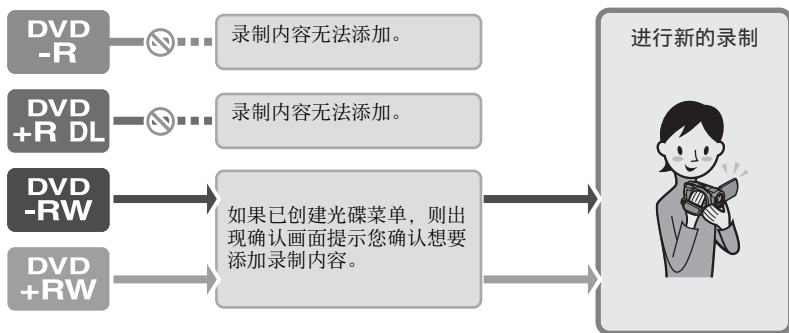 DVD
-R
录制内容无法添加。
DVD
+R DL
录制内容无法添加。
DVD
-RW
DVD
+RW
如果已创建光碟菜单，则出
现确认画面提示您确认想要
添加录制内容。
进行新的录制